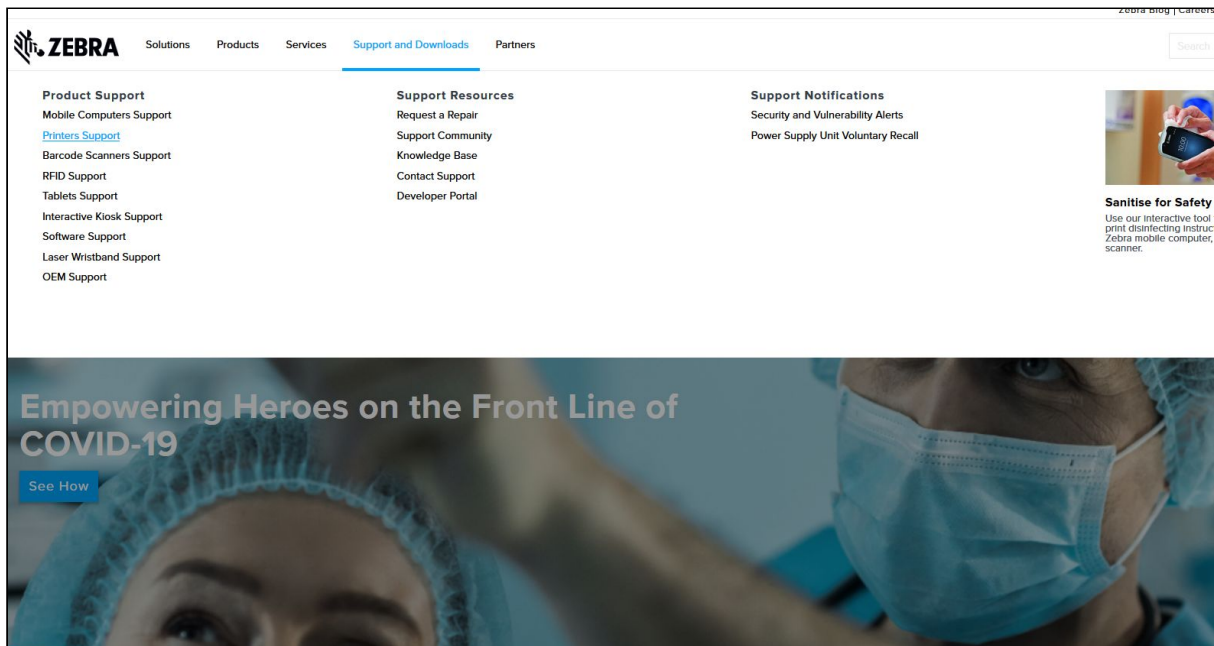 Zebra Blog | Careers
ZEBRA
Solutions Products Services Support and Downloads Partners
Search
Product Support
Mobile Computers Support
Printers Support
Barcode Scanners Support
RFID Support
Tablets Support
Interactive Kiosk Support
Software Support
Laser Wristband Support
OEM Support
Support Resources
Request a Repair
Support Community
Knowledge Base
Contact Support
Developer Portal
Support Notifications
Security and Vulnerability Alerts
Power Supply Unit Voluntary Recall
10:00
Sanitise for Safety
Use our interactive tool
print disinfecting instruc
Zebra mobile computer,
scanner.
Empowering Heroes on the Front Line of
COVID-19
See How